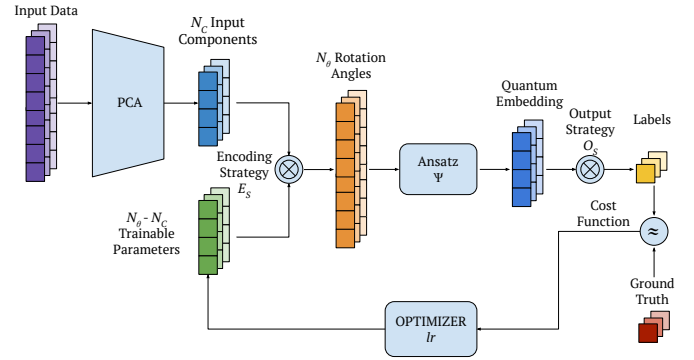 Input Data
N_C Input
Components
PCA
N_θ Rotation
Angles
Encoding
Strategy
E_S
N_θ - N_C
Trainable
Parameters
Ansatz
Ψ
Quantum
Embedding
Output
Strategy
O_S
Labels
Cost
Function
≈
Ground
Truth
OPTIMIZER
lr